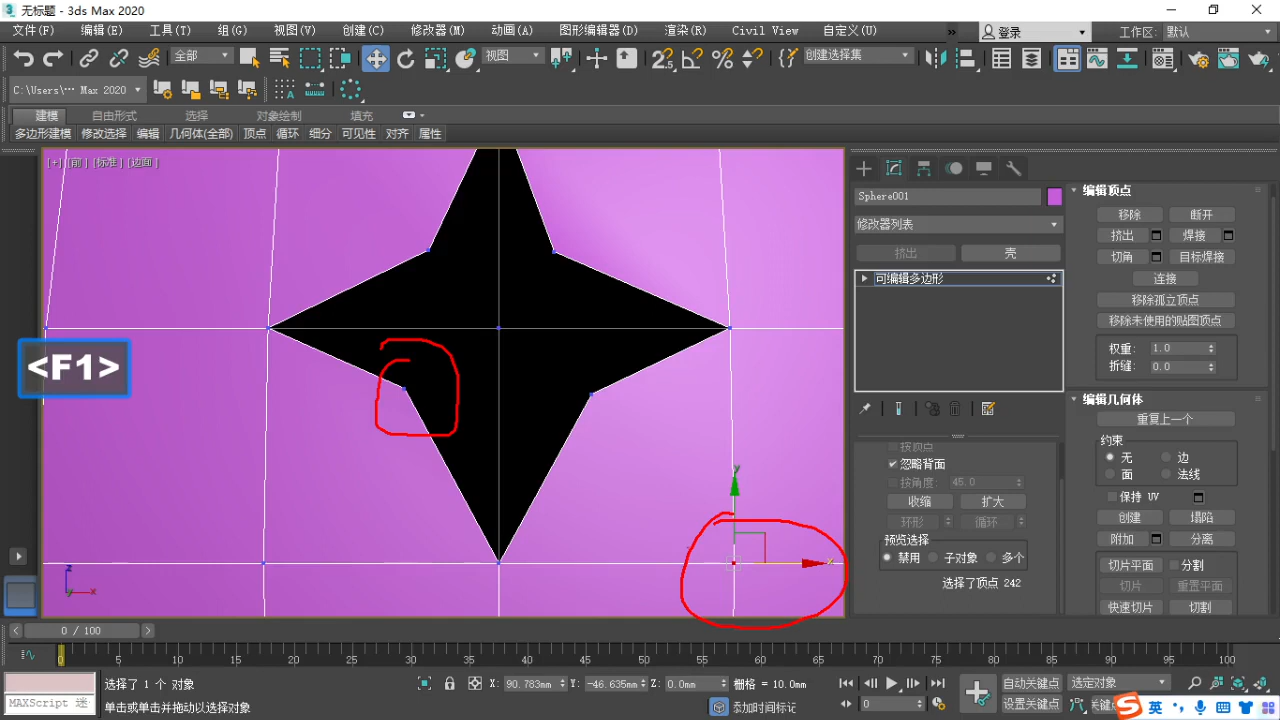 无标题 - 3ds Max 2020
文件(F) 编辑(E) 工具(T) 组(G) 视图(V) 创建(C) 修改器(M) 动画(A) 图形编辑器(D) 渲染(R) Civil View 自定义(U) » 登录 工作区: 默认
全部 视图 创建选择集
C:\Users\··· Max 2020
建模 自由形式 选择 对象绘制 填充
多边形建模 修改选择 编辑 几何体(全部) 顶点 循环 细分 可见性 对齐 属性
[+] [前] [标准] [边面]
<F1>
y
x
z
y
x
Sphere001
修改器列表
挤出 壳
可编辑多边形
按顶点
忽略背面
按角度: 45.0
收缩 扩大
环形 循环
预览选择
禁用 子对象 多个
选择了顶点 242
编辑顶点
移除 断开
挤出 焊接
切角 目标焊接
连接
移除孤立顶点
移除未使用的贴图顶点
权重: 1.0
折缝: 0.0
编辑几何体
重复上一个
约束
无 边
面 法线
保持 UV
创建 塌陷
附加 分离
切片平面 分割
切片 重置平面
快速切片 切割
0 / 100
0 5 10 15 20 25 30 35 40 45 50 55 60 65 70 75 80 85 90 95 100
选择了 1 个 对象 X: 90.783mm Y: -46.635mm Z: 0.0mm 栅格 = 10.0mm 自动关键点 选定对象
MAXScript 迷 单击或单击并拖动以选择对象 添加时间标记 0 设置关键点 关键点
英